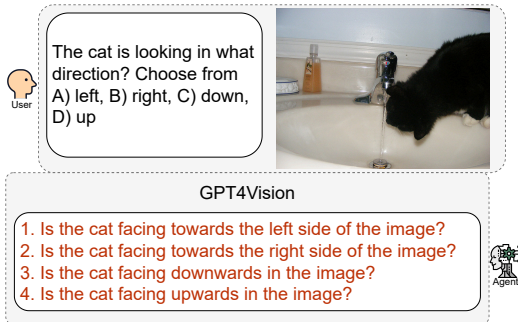 The cat is looking in what
direction? Choose from
A) left, B) right, C) down,
D) up
User
GPT4Vision
1. Is the cat facing towards the left side of the image?
2. Is the cat facing towards the right side of the image?
3. Is the cat facing downwards in the image?
4. Is the cat facing upwards in the image?
Agent